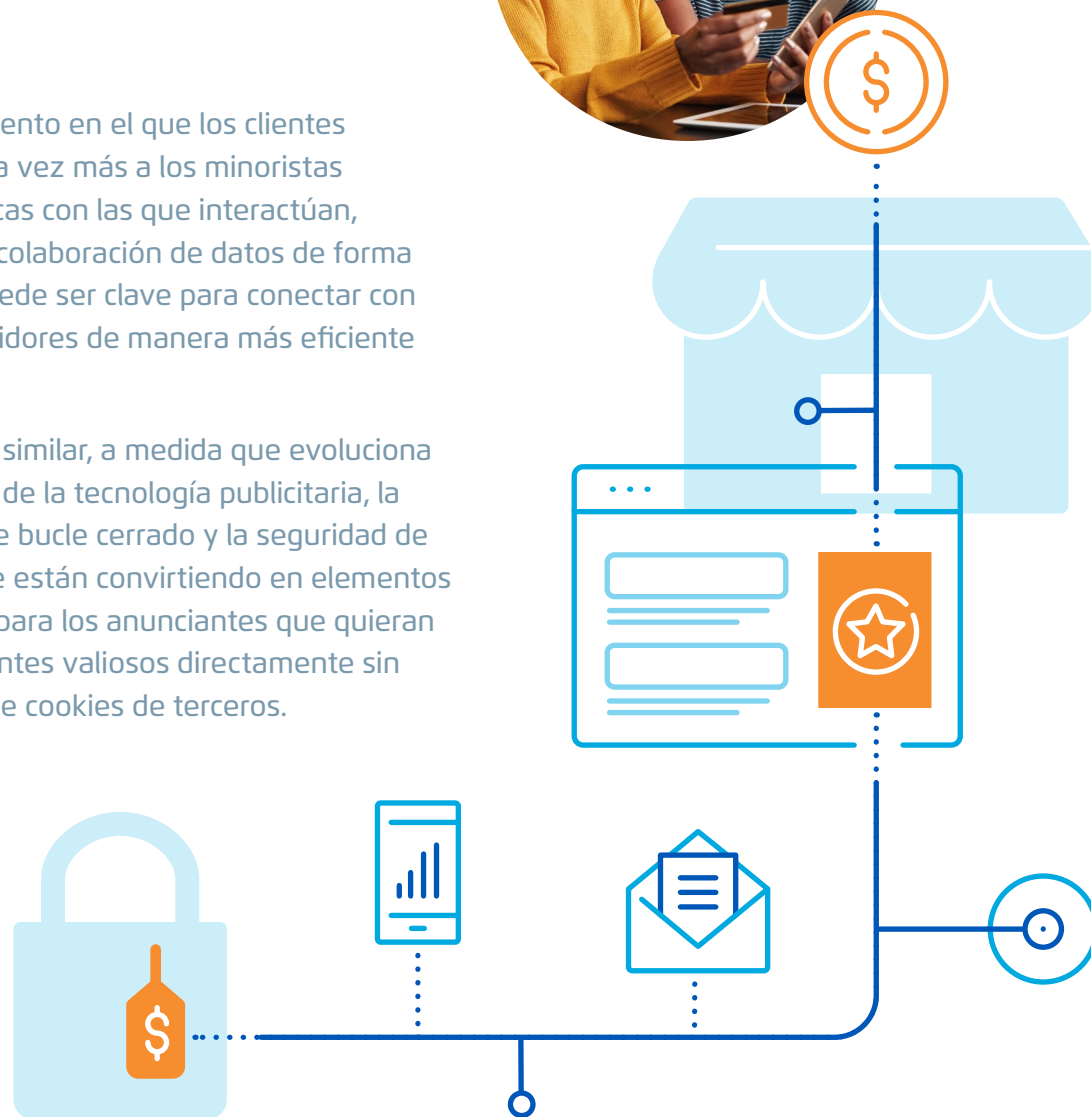 ento en el que los clientes
a vez más a los minoristas
cas con las que interactúan,
colaboración de datos de forma
ede ser clave para conectar con
idores de manera más eficiente
similar, a medida que evoluciona
de la tecnología publicitaria, la
e bucle cerrado y la seguridad de
e están convirtiendo en elementos
para los anunciantes que quieran
ntes valiosos directamente sin
e cookies de terceros.
$
$